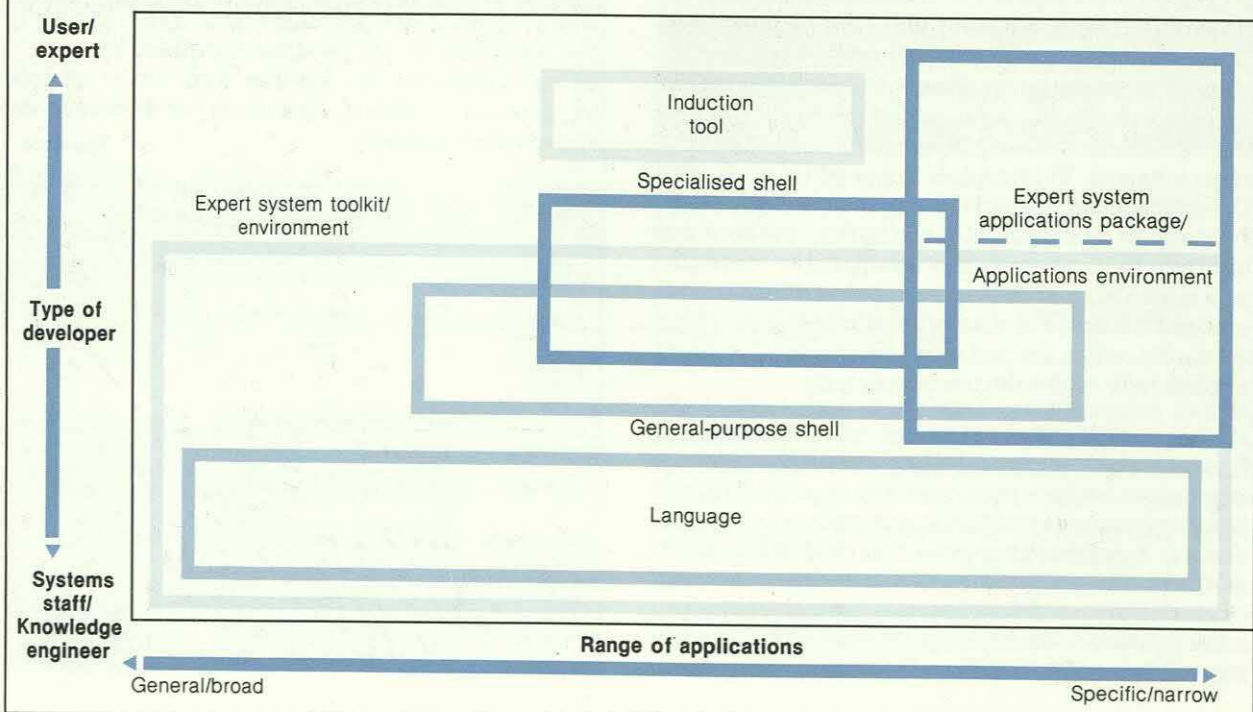 User/
expert
Induction
tool
Specialised shell
Expert system toolkit/
environment
Expert system
applications package/
Applications environment
Type of
developer
General-purpose shell
Language
Systems
staff/
Knowledge
engineer
Range of applications
General/broad
Specific/narrow